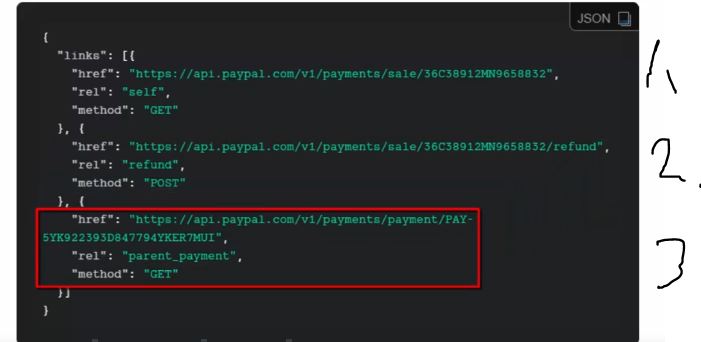 JSON
{
"links": [{
"href": "https://api.paypal.com/v1/payments/sale/36C38912MN9658832",
"rel": "self",
"method": "GET"
}, {
"href": "https://api.paypal.com/v1/payments/sale/36C38912MN9658832/refund",
"rel": "refund",
"method": "POST"
}, {
"href": "https://api.paypal.com/v1/payments/payment/PAY-
5YK922393D847794YKER7MUI",
"rel": "parent_payment",
"method": "GET"
}]
}
1.
2.
3